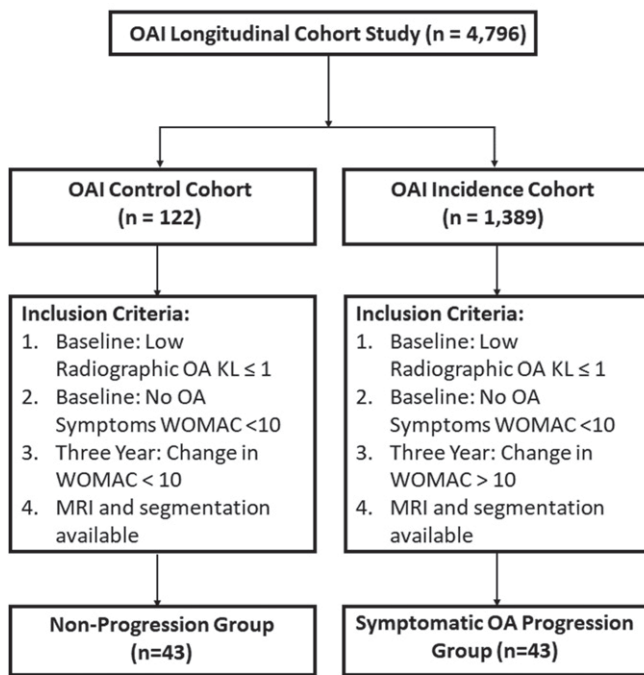 OAI Longitudinal Cohort Study (n = 4,796)
OAI Control Cohort
(n = 122)
OAI Incidence Cohort
(n = 1,389)
Inclusion Criteria:
1. Baseline: Low
Radiographic OA KL ≤ 1
2. Baseline: No OA
Symptoms WOMAC <10
3. Three Year: Change in
WOMAC < 10
4. MRI and segmentation
available
Inclusion Criteria:
1. Baseline: Low
Radiographic OA KL ≤ 1
2. Baseline: No OA
Symptoms WOMAC <10
3. Three Year: Change in
WOMAC > 10
4. MRI and segmentation
available
Non-Progression Group
(n=43)
Symptomatic OA Progression
Group (n=43)